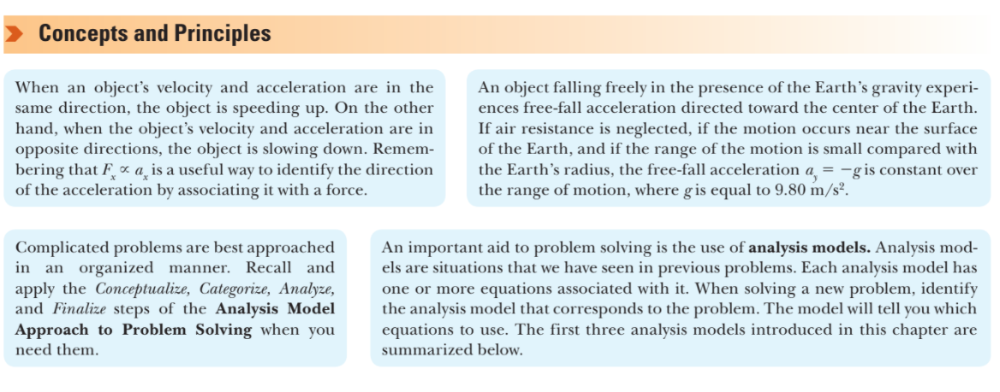 Concepts and Principles
When an object's velocity and acceleration are in the
same direction, the object is speeding up. On the other
hand, when the object's velocity and acceleration are in
opposite directions, the object is slowing down. Remem-
bering that Fₓ ∝ aₓ is a useful way to identify the direction
of the acceleration by associating it with a force.
An object falling freely in the presence of the Earth's gravity experi-
ences free-fall acceleration directed toward the center of the Earth.
If air resistance is neglected, if the motion occurs near the surface
of the Earth, and if the range of the motion is small compared with
the Earth's radius, the free-fall acceleration a_y = −g is constant over
the range of motion, where g is equal to 9.80 m/s².
Complicated problems are best approached
in an organized manner. Recall and
apply the Conceptualize, Categorize, Analyze,
and Finalize steps of the Analysis Model
Approach to Problem Solving when you
need them.
An important aid to problem solving is the use of analysis models. Analysis mod-
els are situations that we have seen in previous problems. Each analysis model has
one or more equations associated with it. When solving a new problem, identify
the analysis model that corresponds to the problem. The model will tell you which
equations to use. The first three analysis models introduced in this chapter are
summarized below.